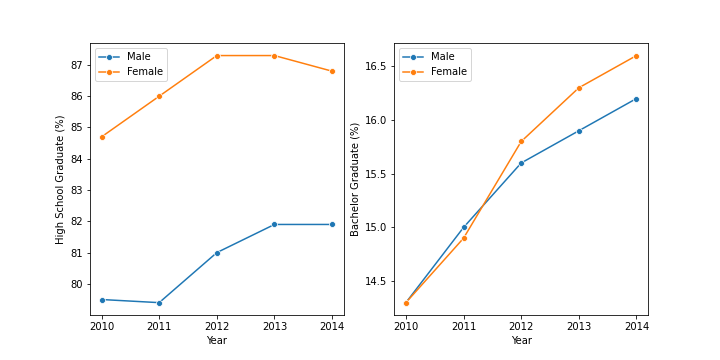 Male
Female
87
86
85
84
83
82
81
80
High School Graduate (%)
2010 2011 2012 2013 2014
Year
Male
Female
16.5
16.0
15.5
15.0
14.5
Bachelor Graduate (%)
2010 2011 2012 2013 2014
Year